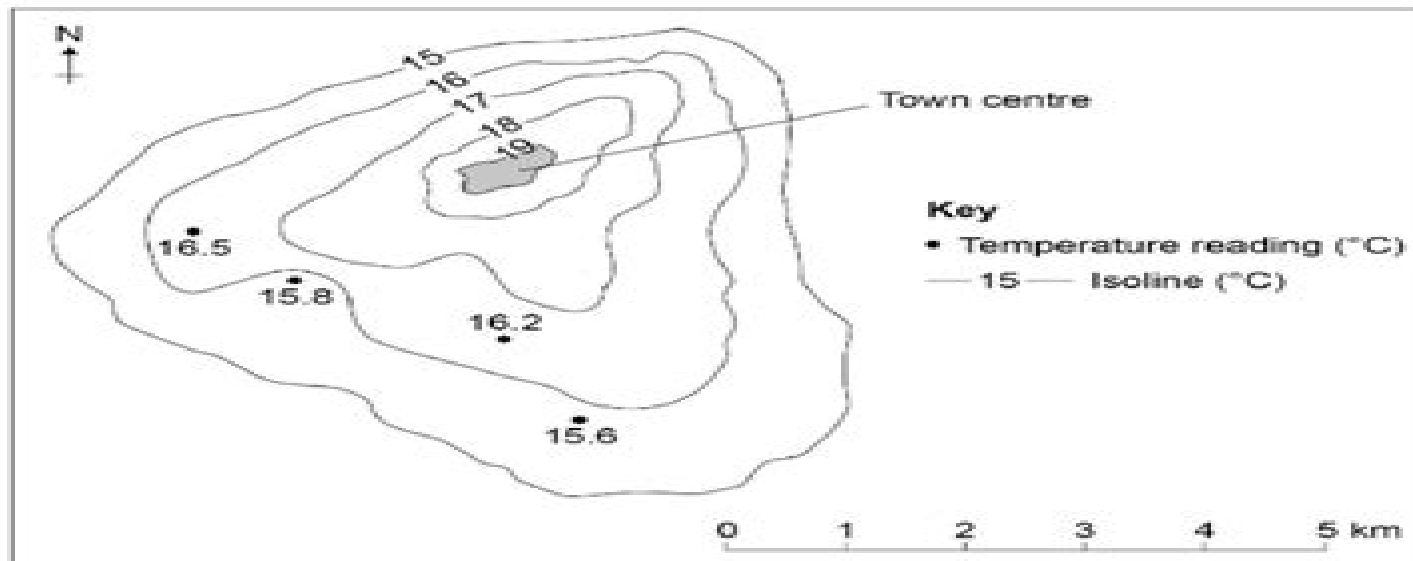 N
15
16
17
18
19
Town centre
Key
Temperature reading (°C)
15 Isoline (°C)
16.5
15.8
16.2
15.6
0 1 2 3 4 5 km